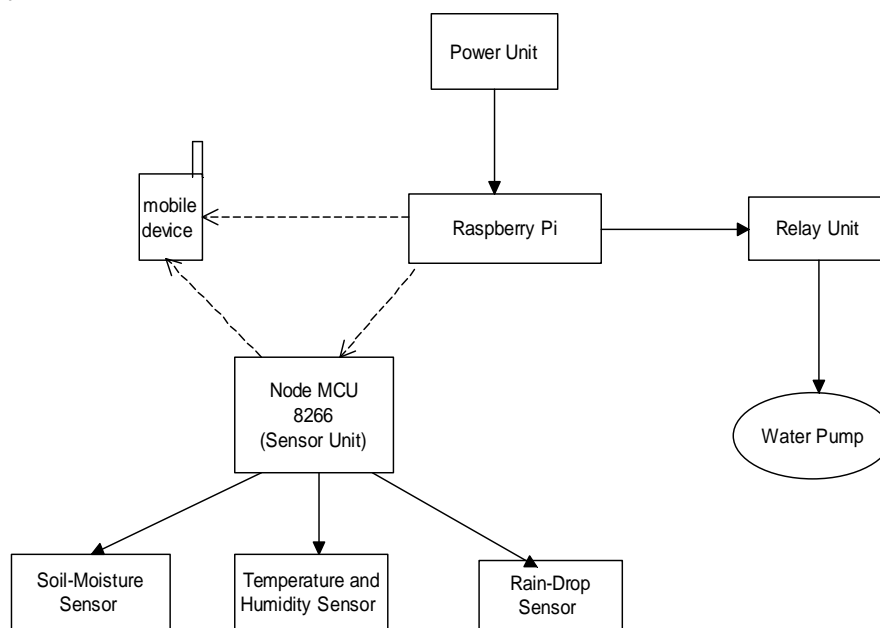 Power Unit
mobile
device
Raspberry Pi
Relay Unit
Node MCU
8266
(Sensor Unit)
Water Pump
Soil-Moisture
Sensor
Temperature and
Humidity Sensor
Rain-Drop
Sensor